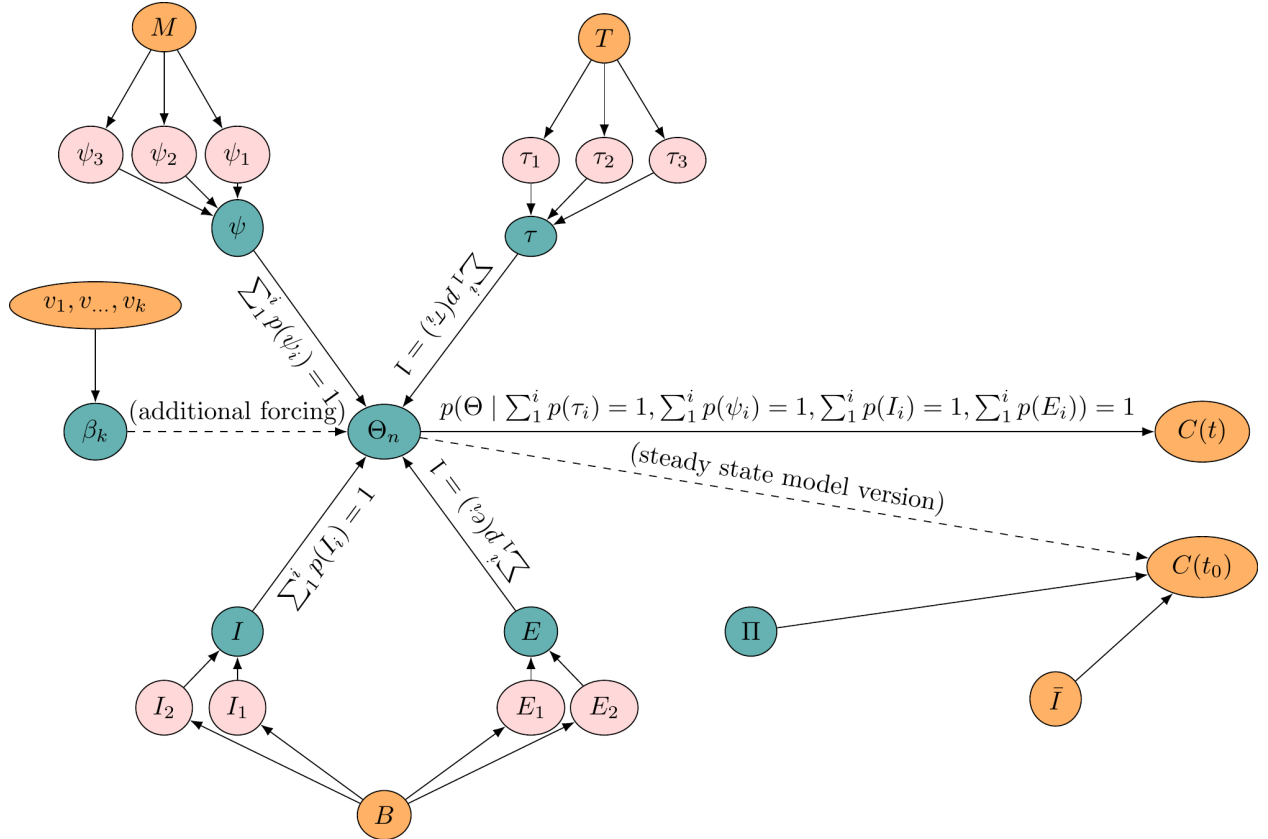 M
T
ψ₃
ψ₂
ψ₁
τ₁
τ₂
τ₃
ψ
τ
∑₁ⁱ p(ψᵢ) = 1
∑₁ⁱ p(τᵢ) = 1
v₁, v..., vₖ
(additional forcing)
p(Θ | ∑₁ⁱ p(τᵢ) = 1, ∑₁ⁱ p(ψᵢ) = 1, ∑₁ⁱ p(Iᵢ) = 1, ∑₁ⁱ p(Eᵢ)) = 1
βₖ
Θₙ
C(t)
(steady state model version)
∑₁ⁱ p(Iᵢ) = 1
∑₁ⁱ p(eᵢ) = 1
C(t₀)
I
E
Π
I₂
I₁
E₁
E₂
Ī
B